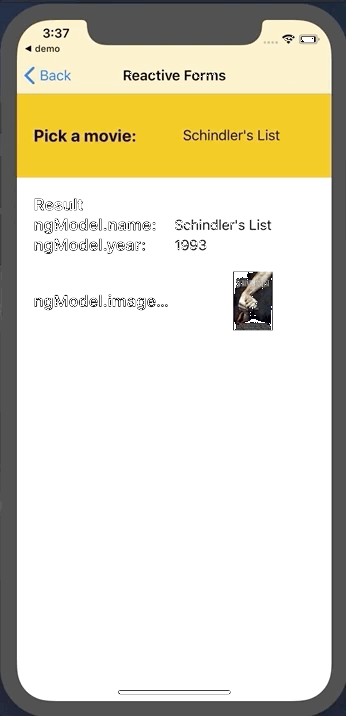 3:37
◀ demo
Back Reactive Forms
Pick a movie: Schindler's List
Result
ngModel.name: Schindler's List
ngModel.year: 1993
ngModel.image...